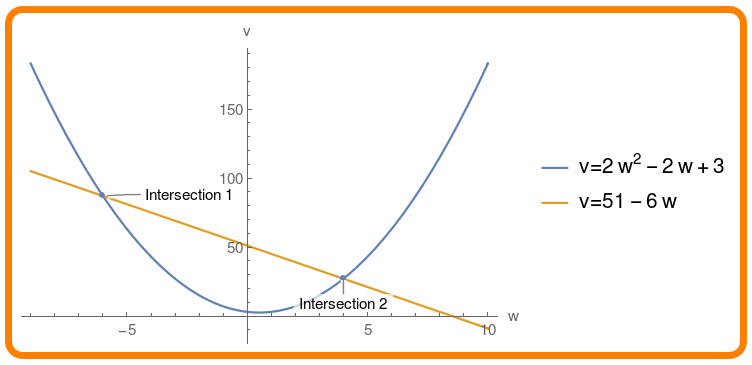 v
150
100
50
Intersection 1
Intersection 2
−5
5
10
w
v=2 w² − 2 w + 3
v=51 − 6 w